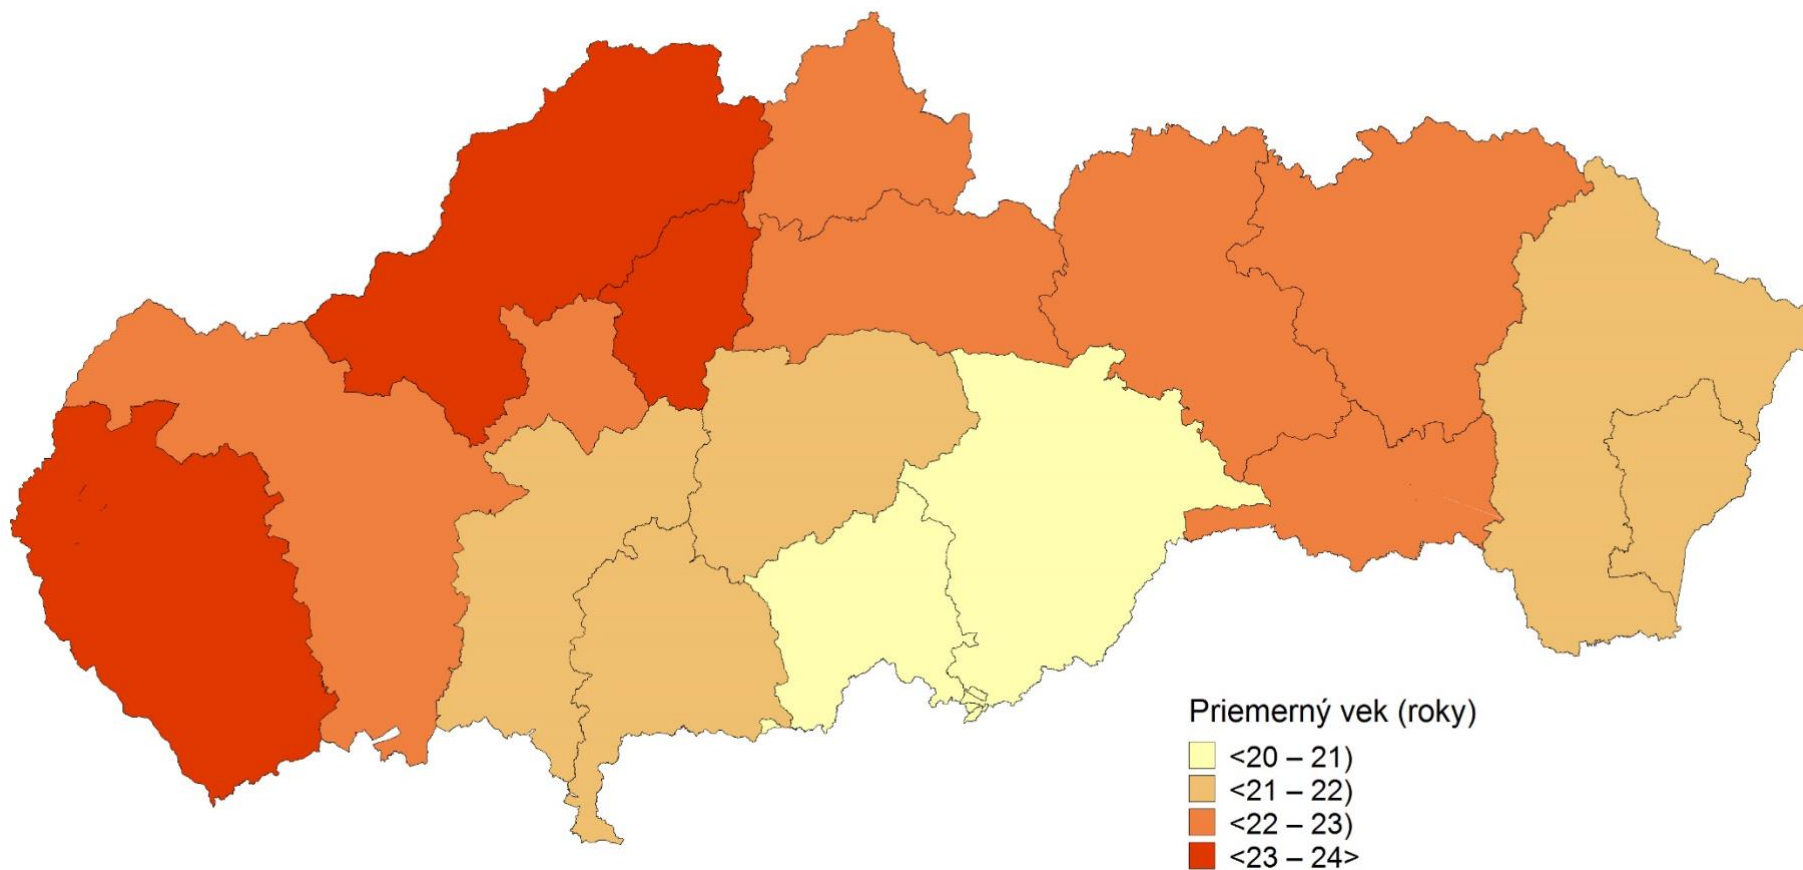 Priemerný vek (roky)
<20 – 21)
<21 – 22)
<22 – 23)
<23 – 24>